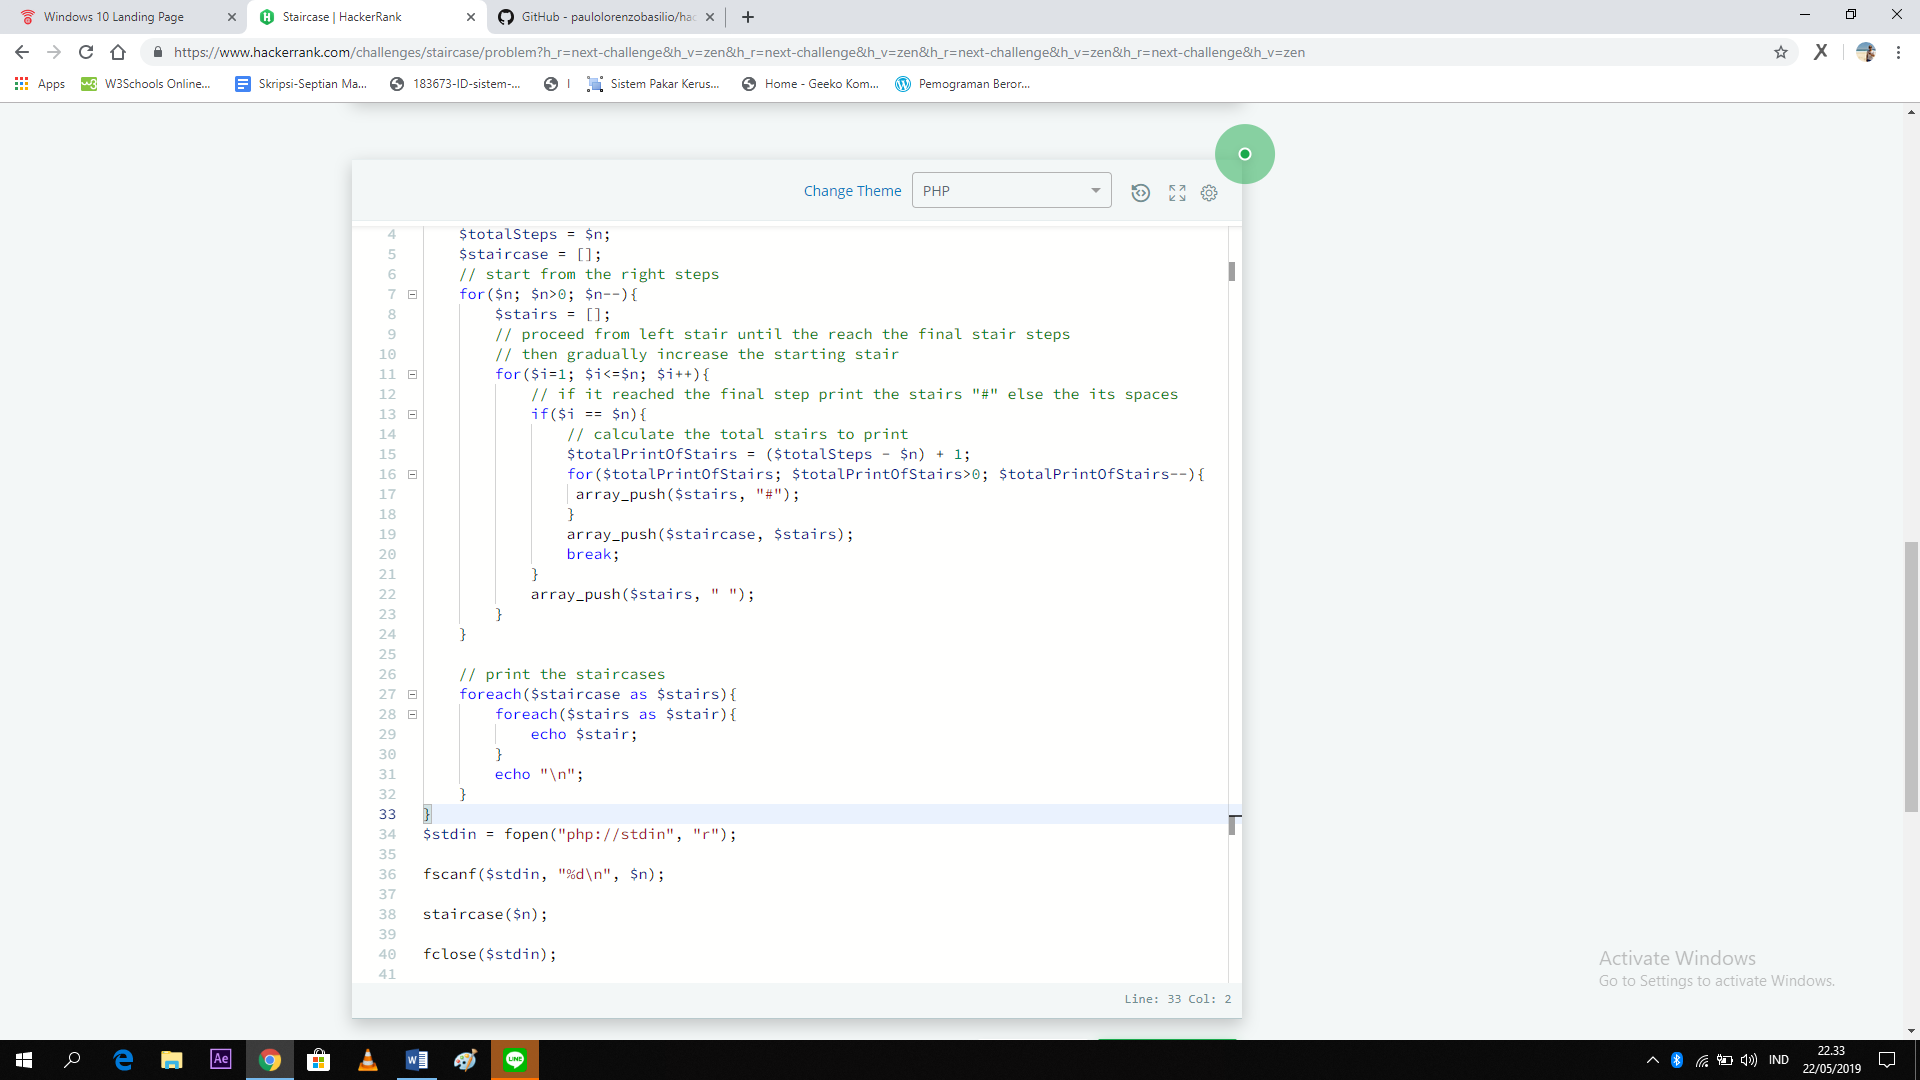 Windows 10 Landing Page
Staircase | HackerRank
GitHub - paulolorenzobasilio/hac
https://www.hackerrank.com/challenges/staircase/problem?h_r=next-challenge&h_v=zen&h_r=next-challenge&h_v=zen&h_r=next-challenge&h_v=zen&h_r=next-challenge&h_v=zen
Apps W3Schools Online... Skripsi-Septian Ma... 183673-ID-sistem-... I Sistem Pakar Kerus... Home - Geeko Kom... Pemograman Beror...
Change Theme PHP
4 $totalSteps = $n;
5 $staircase = [];
6 // start from the right steps
7 for($n; $n>0; $n--){
8 $stairs = [];
9 // proceed from left stair until the reach the final stair steps
10 // then gradually increase the starting stair
11 for($i=1; $i<=$n; $i++){
12 // if it reached the final step print the stairs "#" else the its spaces
13 if($i == $n){
14 // calculate the total stairs to print
15 $totalPrintOfStairs = ($totalSteps - $n) + 1;
16 for($totalPrintOfStairs; $totalPrintOfStairs>0; $totalPrintOfStairs--){
17 array_push($stairs, "#");
18 }
19 array_push($staircase, $stairs);
20 break;
21 }
22 array_push($stairs, " ");
23 }
24 }
25
26 // print the staircases
27 foreach($staircase as $stairs){
28 foreach($stairs as $stair){
29 echo $stair;
30 }
31 echo "\n";
32 }
33 }
34 $stdin = fopen("php://stdin", "r");
35
36 fscanf($stdin, "%d\n", $n);
37
38 staircase($n);
39
40 fclose($stdin);
41
Line: 33 Col: 2
Activate Windows
Go to Settings to activate Windows.
Ae
LINE
IND
22.33
22/05/2019